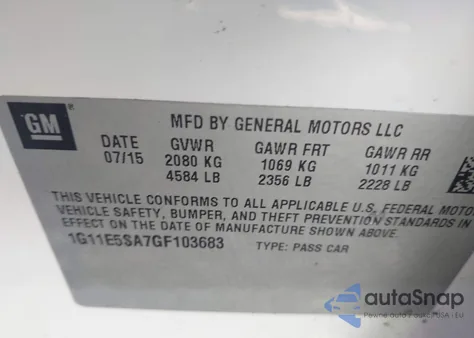 GM
MFD BY GENERAL MOTORS LLC
DATE GVWR GAWR FRT GAWR RR
07/15 2080 KG 1069 KG 1011 KG
4584 LB 2356 LB 2228 LB
THIS VEHICLE CONFORMS TO ALL APPLICABLE U.S. FEDERAL MOTOR
VEHICLE SAFETY, BUMPER, AND THEFT PREVENTION STANDARDS IN
EFFECT ON THE DATE OF MANUFACTURE SHOWN ABOVE.
1G11E5SA7GF103683 TYPE: PASS CAR
autoSnap